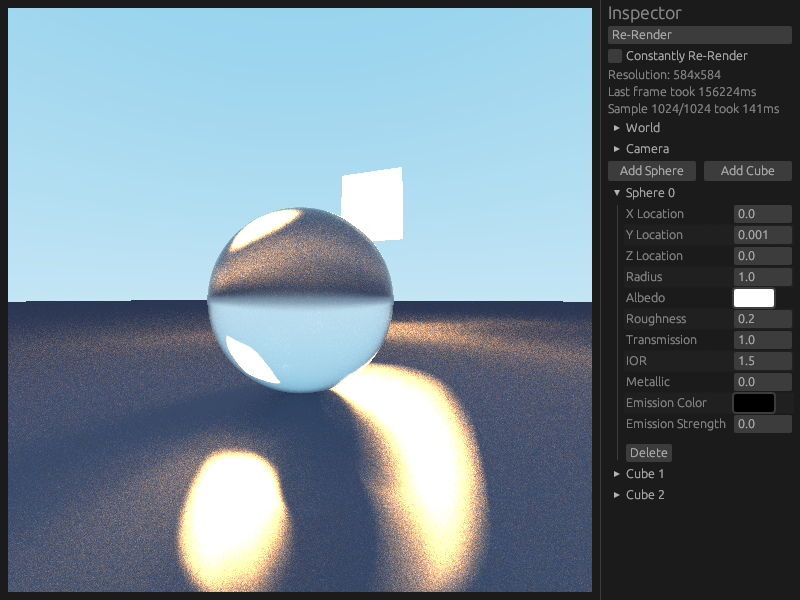 Inspector
Re-Render
Constantly Re-Render
Resolution: 584x584
Last frame took 156224ms
Sample 1024/1024 took 141ms
World
Camera
Add Sphere Add Cube
Sphere 0
X Location 0.0
Y Location 0.001
Z Location 0.0
Radius 1.0
Albedo
Roughness 0.2
Transmission 1.0
IOR 1.5
Metallic 0.0
Emission Color
Emission Strength 0.0
Delete
Cube 1
Cube 2